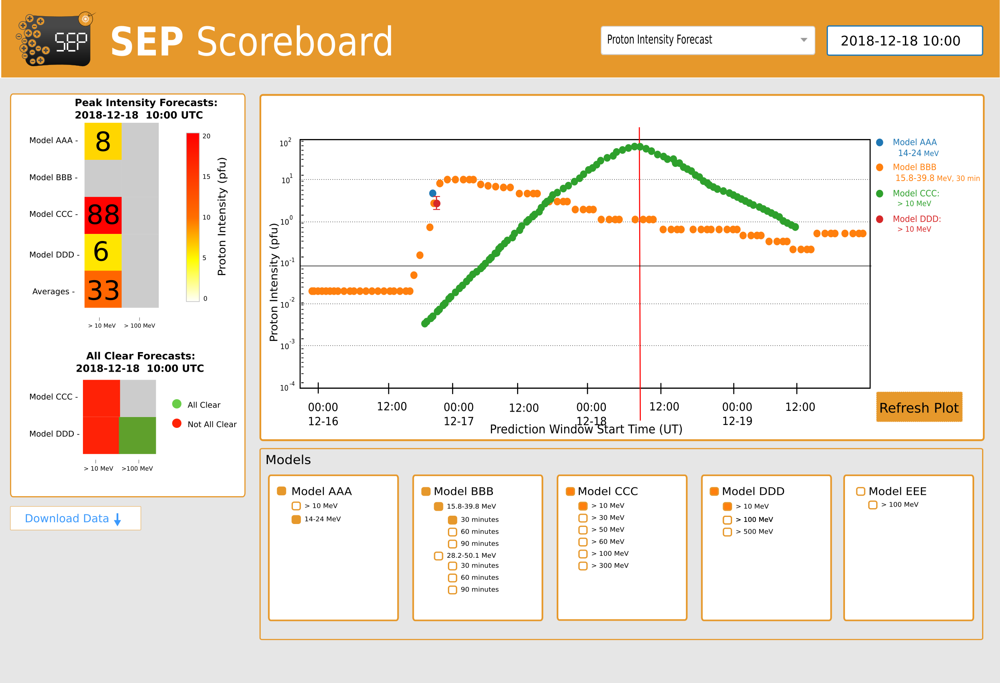 SEP
SEP Scoreboard
Proton Intensity Forecast
2018-12-18 10:00
Peak Intensity Forecasts:
2018-12-18 10:00 UTC
Model AAA -
8
Model BBB -
Model CCC -
88
Model DDD -
6
Averages -
33
> 10 MeV
> 100 MeV
20
15
10
5
0
Proton Intensity (pfu)
All Clear Forecasts:
2018-12-18 10:00 UTC
Model CCC -
Model DDD -
> 10 MeV
>100 MeV
All Clear
Not All Clear
Download Data
Proton Intensity (pfu)
10^2
10^1
10^0
10^-1
10^-2
10^-3
10^-4
00:00
12-16
12:00
00:00
12-17
12:00
00:00
12-18
12:00
00:00
12-19
12:00
Prediction Window Start Time (UT)
Model AAA
14-24 MeV
Model BBB
15.8-39.8 MeV, 30 min
Model CCC:
> 10 MeV
Model DDD:
> 10 MeV
Refresh Plot
Models
Model AAA
> 10 MeV
14-24 MeV
Model BBB
15.8-39.8 MeV
30 minutes
60 minutes
90 minutes
28.2-50.1 MeV
30 minutes
60 minutes
90 minutes
Model CCC
> 10 MeV
> 30 MeV
> 50 MeV
> 60 MeV
> 100 MeV
> 300 MeV
Model DDD
> 10 MeV
> 100 MeV
> 500 MeV
Model EEE
> 100 MeV